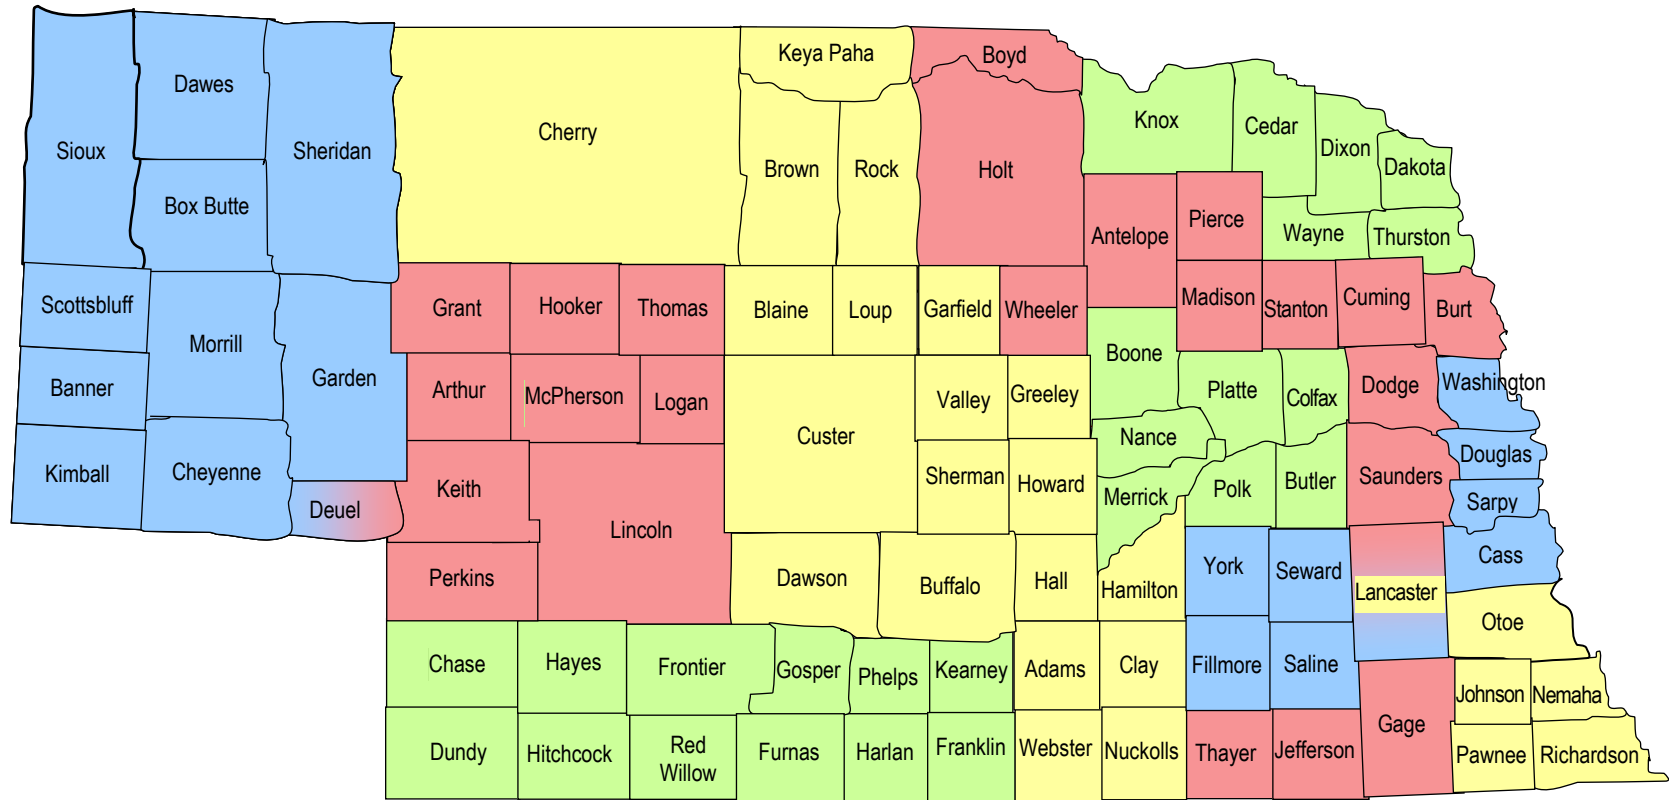 Keya Paha
Boyd
Dawes
Cherry
Knox
Cedar
Sioux
Sheridan
Dixon
Dakota
Brown
Rock
Holt
Box Butte
Pierce
Antelope
Wayne
Thurston
Scottsbluff
Grant
Hooker
Thomas
Blaine
Loup
Garfield
Wheeler
Madison
Stanton
Cuming
Burt
Morrill
Boone
Banner
Garden
Arthur
McPherson
Logan
Valley
Greeley
Platte
Colfax
Dodge
Washington
Custer
Nance
Kimball
Cheyenne
Keith
Sherman
Howard
Merrick
Polk
Butler
Saunders
Douglas
Deuel
Lincoln
Sarpy
Perkins
Dawson
Buffalo
Hall
Hamilton
York
Seward
Lancaster
Cass
Otoe
Chase
Hayes
Frontier
Gosper
Phelps
Kearney
Adams
Clay
Fillmore
Saline
Johnson
Nemaha
Dundy
Hitchcock
Red
Willow
Furnas
Harlan
Franklin
Webster
Nuckolls
Thayer
Jefferson
Gage
Pawnee
Richardson